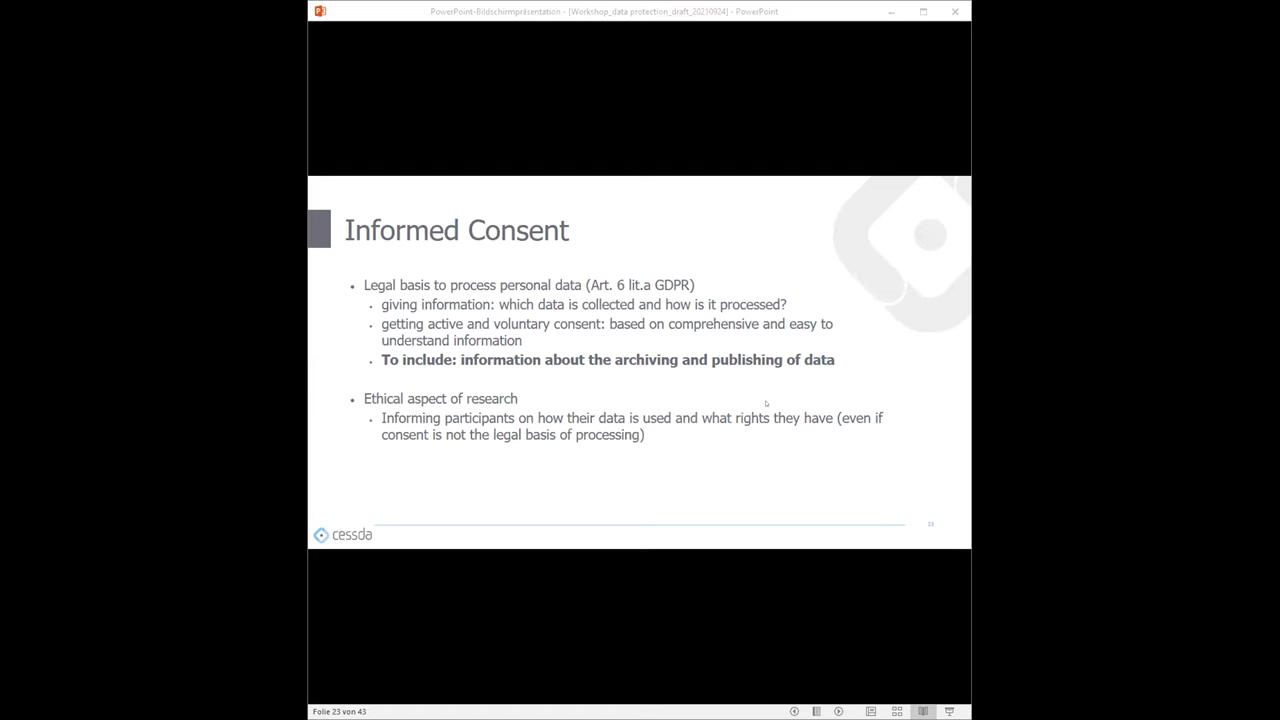 PowerPoint-Bildschirmpräsentation - [Workshop_data protection_draft_20210924] - PowerPoint
Informed Consent
• Legal basis to process personal data (Art. 6 lit.a GDPR)
• giving information: which data is collected and how is it processed?
• getting active and voluntary consent: based on comprehensive and easy to
understand information
• To include: information about the archiving and publishing of data
• Ethical aspect of research
• Informing participants on how their data is used and what rights they have (even if
consent is not the legal basis of processing)
cessda
23
Folie 23 von 43